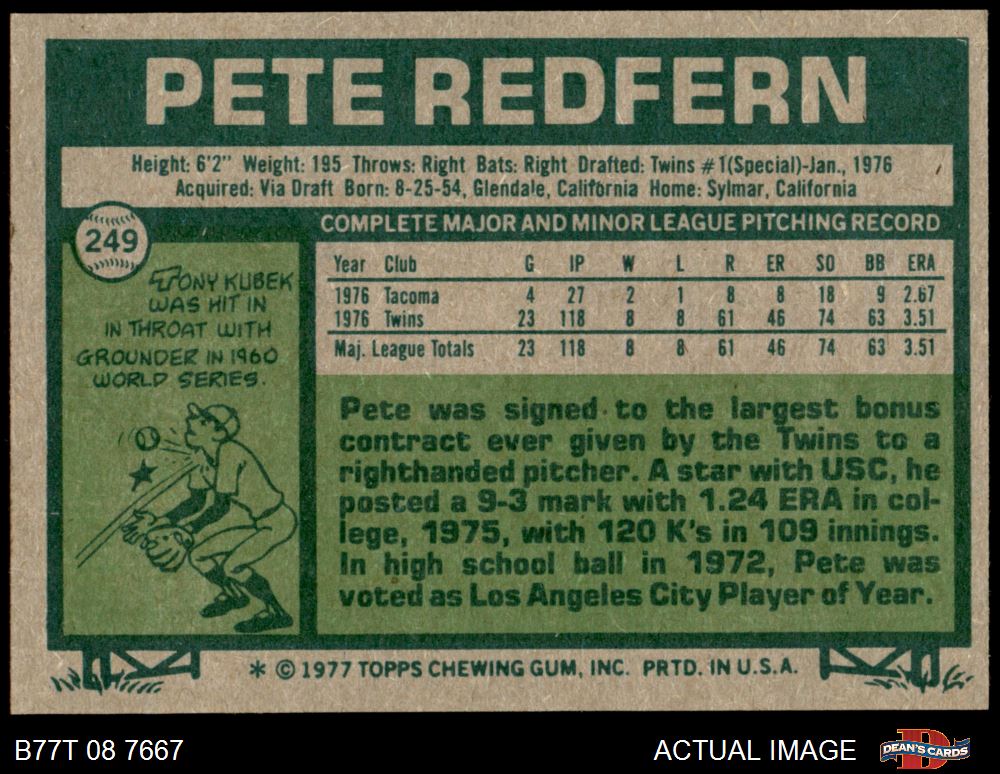 PETE REDFERN
Height: 6'2" Weight: 195 Throws: Right Bats: Right Drafted: Twins #1(Special)-Jan., 1976
Acquired: Via Draft Born: 8-25-54, Glendale, California Home: Sylmar, California
249
TONY KUBEK
WAS HIT IN
IN THROAT WITH
GROUNDER IN 1960
WORLD SERIES.
COMPLETE MAJOR AND MINOR LEAGUE PITCHING RECORD
Year Club G IP W L R ER SO BB ERA
1976 Tacoma 4 27 2 1 8 8 18 9 2.67
1976 Twins 23 118 8 8 61 46 74 63 3.51
Maj. League Totals 23 118 8 8 61 46 74 63 3.51
Pete was signed to the largest bonus
contract ever given by the Twins to a
righthanded pitcher. A star with USC, he
posted a 9-3 mark with 1.24 ERA in col-
lege, 1975, with 120 K's in 109 innings.
In high school ball in 1972, Pete was
voted as Los Angeles City Player of Year.
* © 1977 TOPPS CHEWING GUM, INC. PRTD. IN U.S.A.
B77T 08 7667
ACTUAL IMAGE
DEAN'S CARDS